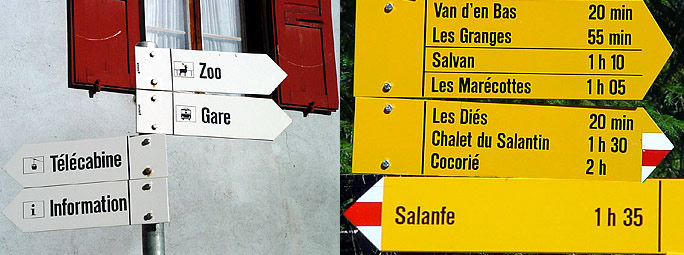 Zoo
Gare
Télécabine
Information
Van d'en Bas 20 min
Les Granges 55 min
Salvan 1 h 10
Les Marécottes 1 h 05
Les Diés 20 min
Chalet du Salantin 1 h 30
Cocorié 2 h
Salanfe 1 h 35